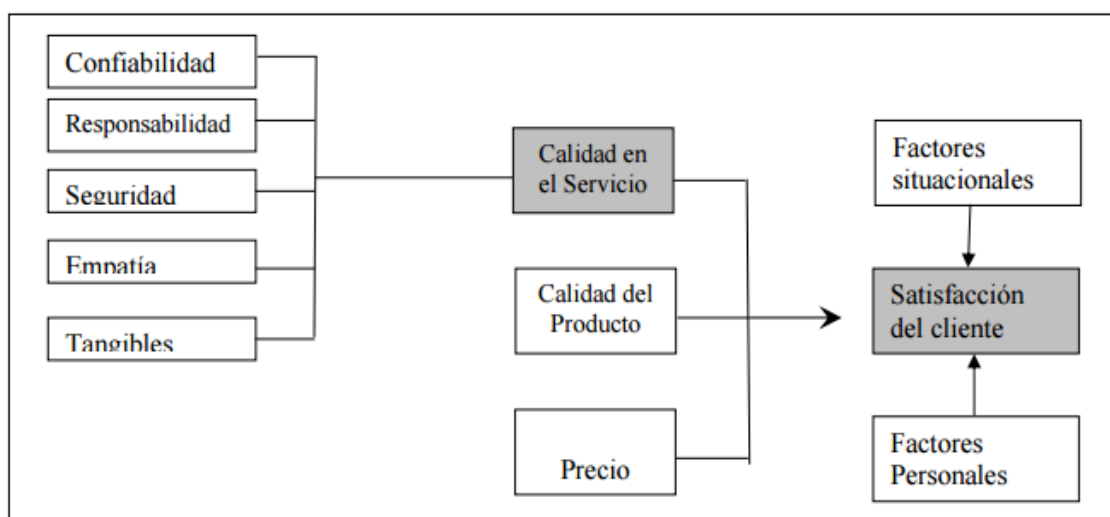 Confiabilidad
Responsabilidad
Seguridad
Empatía
Tangibles
Calidad en
el Servicio
Calidad del
Producto
Precio
Factores
situacionales
Satisfacción
del cliente
Factores
Personales